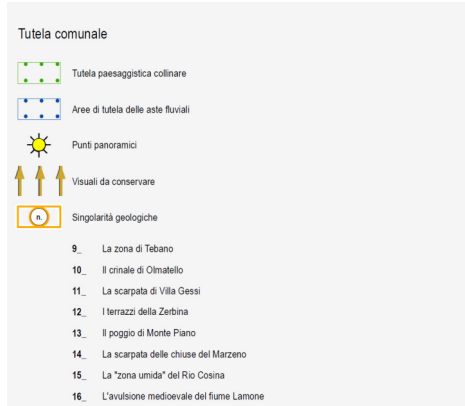 Tutela comunale
Tutela paesaggistica collinare
Aree di tutela delle aste fluviali
Punti panoramici
Visuali da conservare
n. Singolarità geologiche
9_ La zona di Tebano
10_ Il crinale di Olmatello
11_ La scarpata di Villa Gessi
12_ I terrazzi della Zerbina
13_ Il poggio di Monte Piano
14_ La scarpata delle chiuse del Marzeno
15_ La "zona umida" del Rio Cosina
16_ L'avulsione medioevale del fiume Lamone